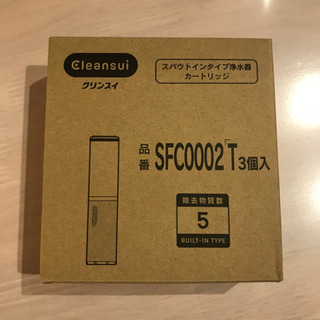 Cleansui
クリンスイ
スパウトインタイプ浄水器
カートリッジ
品番 SFC0002T 3個入
除去物質数
5
BUILT-IN TYPE